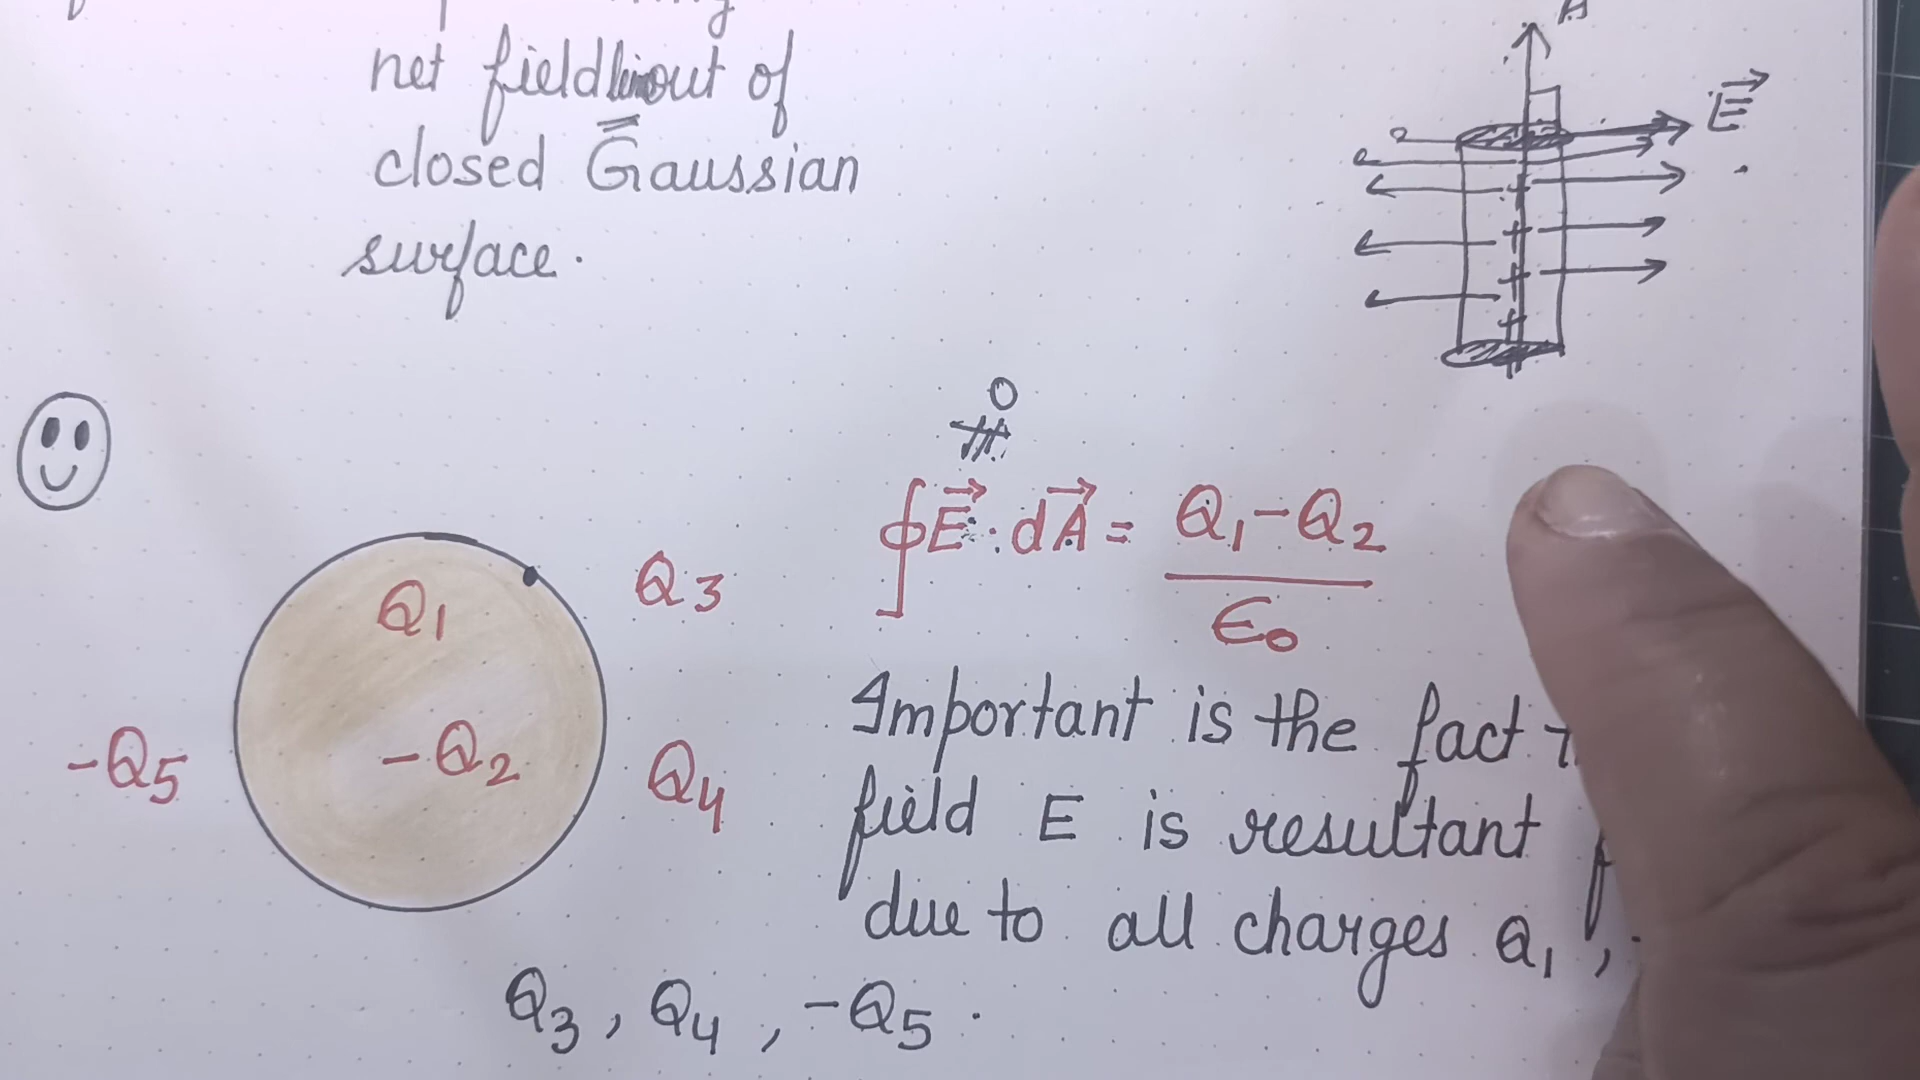 net field out of
closed Gaussian
surface.
A
E
0
∮E⃗ · dA⃗ = Q₁-Q₂
ϵ₀
Q₁
Q₃
-Q₂
-Q₅
Q₄
Important is the fact
field E is resultant
due to all charges Q₁,
Q₃, Q₄, -Q₅.